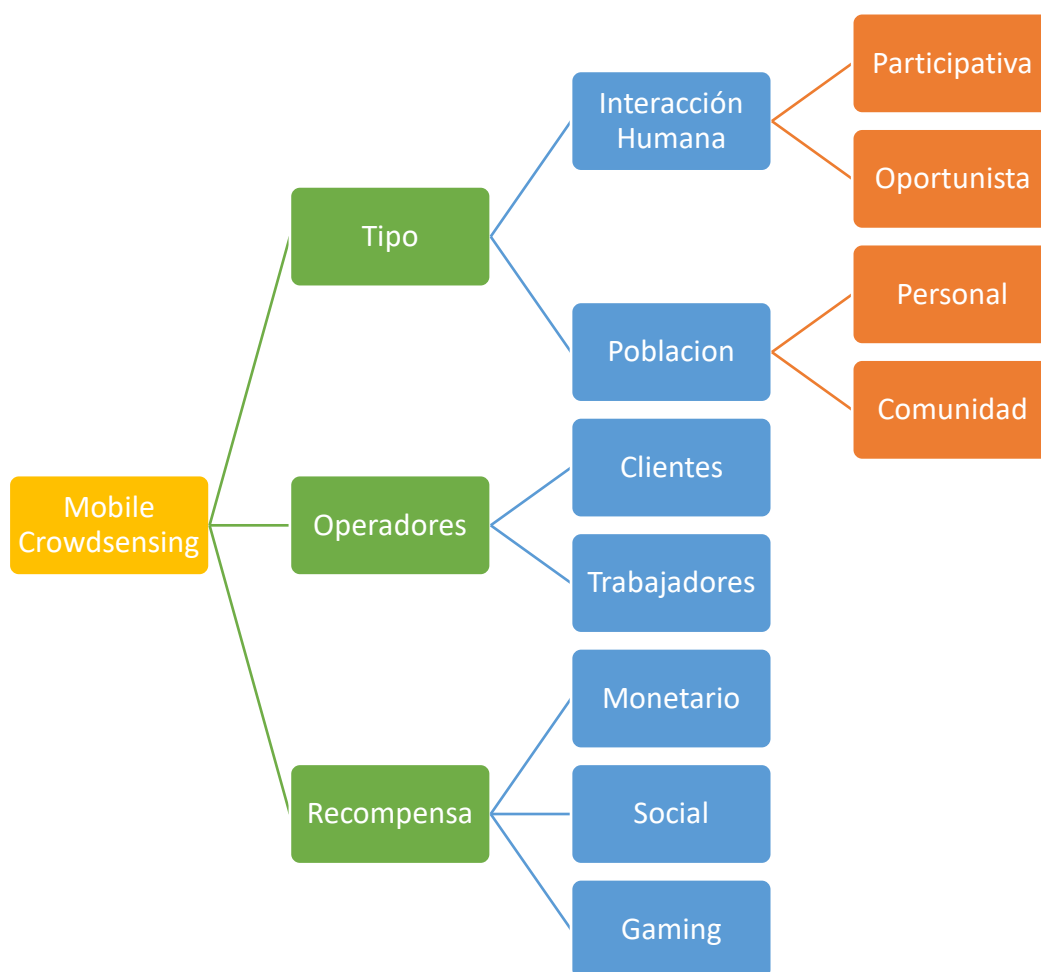 Mobile
Crowdsensing
Tipo
Interacción
Humana
Participativa
Oportunista
Poblacion
Personal
Comunidad
Operadores
Clientes
Trabajadores
Recompensa
Monetario
Social
Gaming